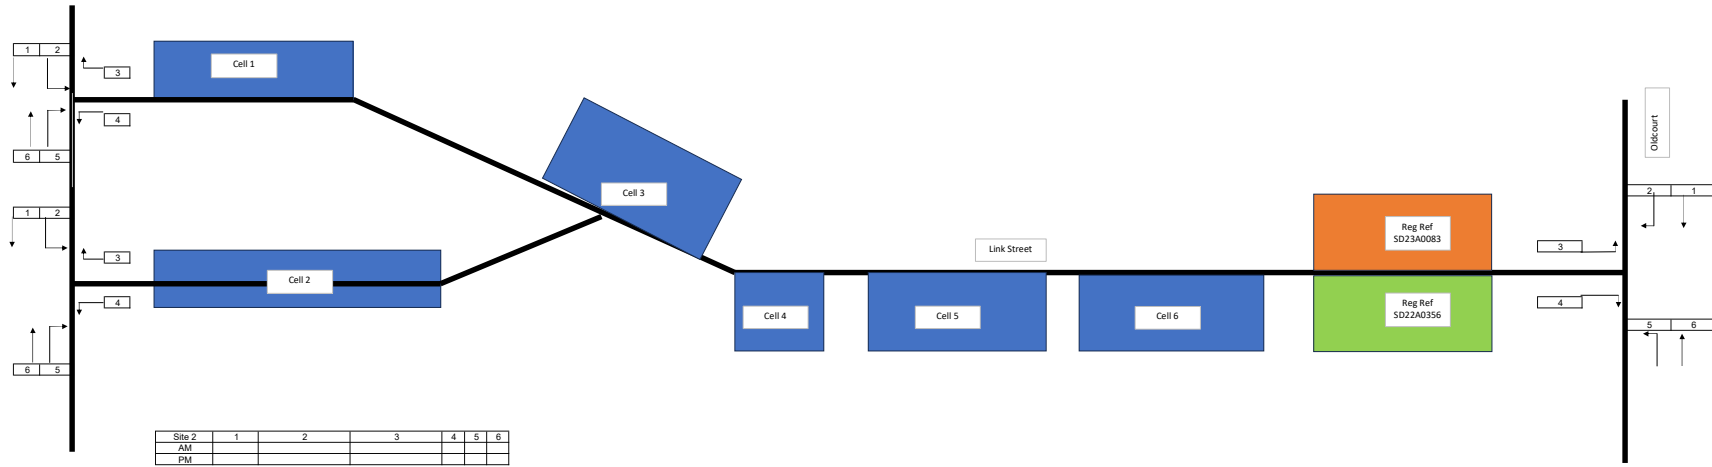 1 2
3
Cell 1
4
6 5
Cell 3
Oldcourt
2 1
1 2
3
Cell 2
4
6 5
Link Street
Reg Ref
SD23A0083
3
Cell 4
Cell 5
Cell 6
Reg Ref
SD22A0356
4
5 6
Site 2 1 2 3 4 5 6
AM
PM